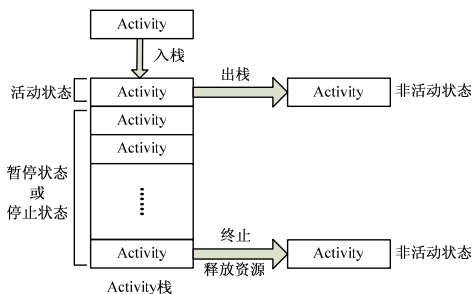 Activity
入栈
活动状态
Activity
出栈
Activity
非活动状态
Activity
Activity
暂停状态
或
停止状态
Activity
终止
释放资源
Activity
非活动状态
Activity栈